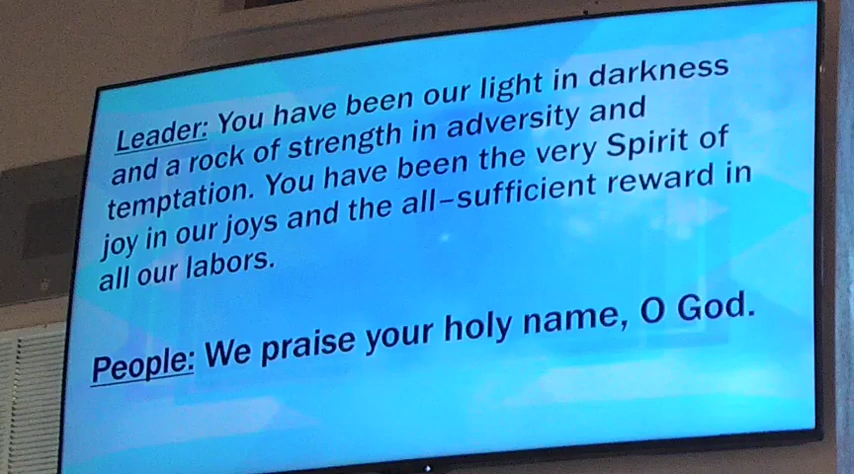 Leader: You have been our light in darkness
and a rock of strength in adversity and
temptation. You have been the very Spirit of
joy in our joys and the all-sufficient reward in
all our labors.
People: We praise your holy name, O God.